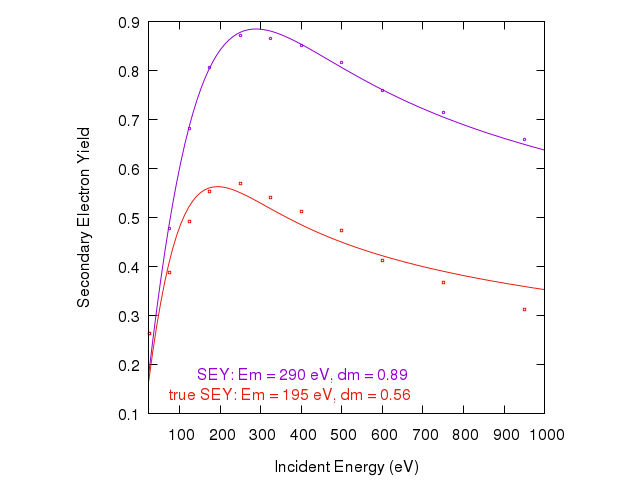 0.9
0.8
0.7
0.6
0.5
0.4
0.3
0.2
0.1
Secondary Electron Yield
SEY: Em = 290 eV, dm = 0.89
true SEY: Em = 195 eV, dm = 0.56
100 200 300 400 500 600 700 800 900 1000
Incident Energy (eV)